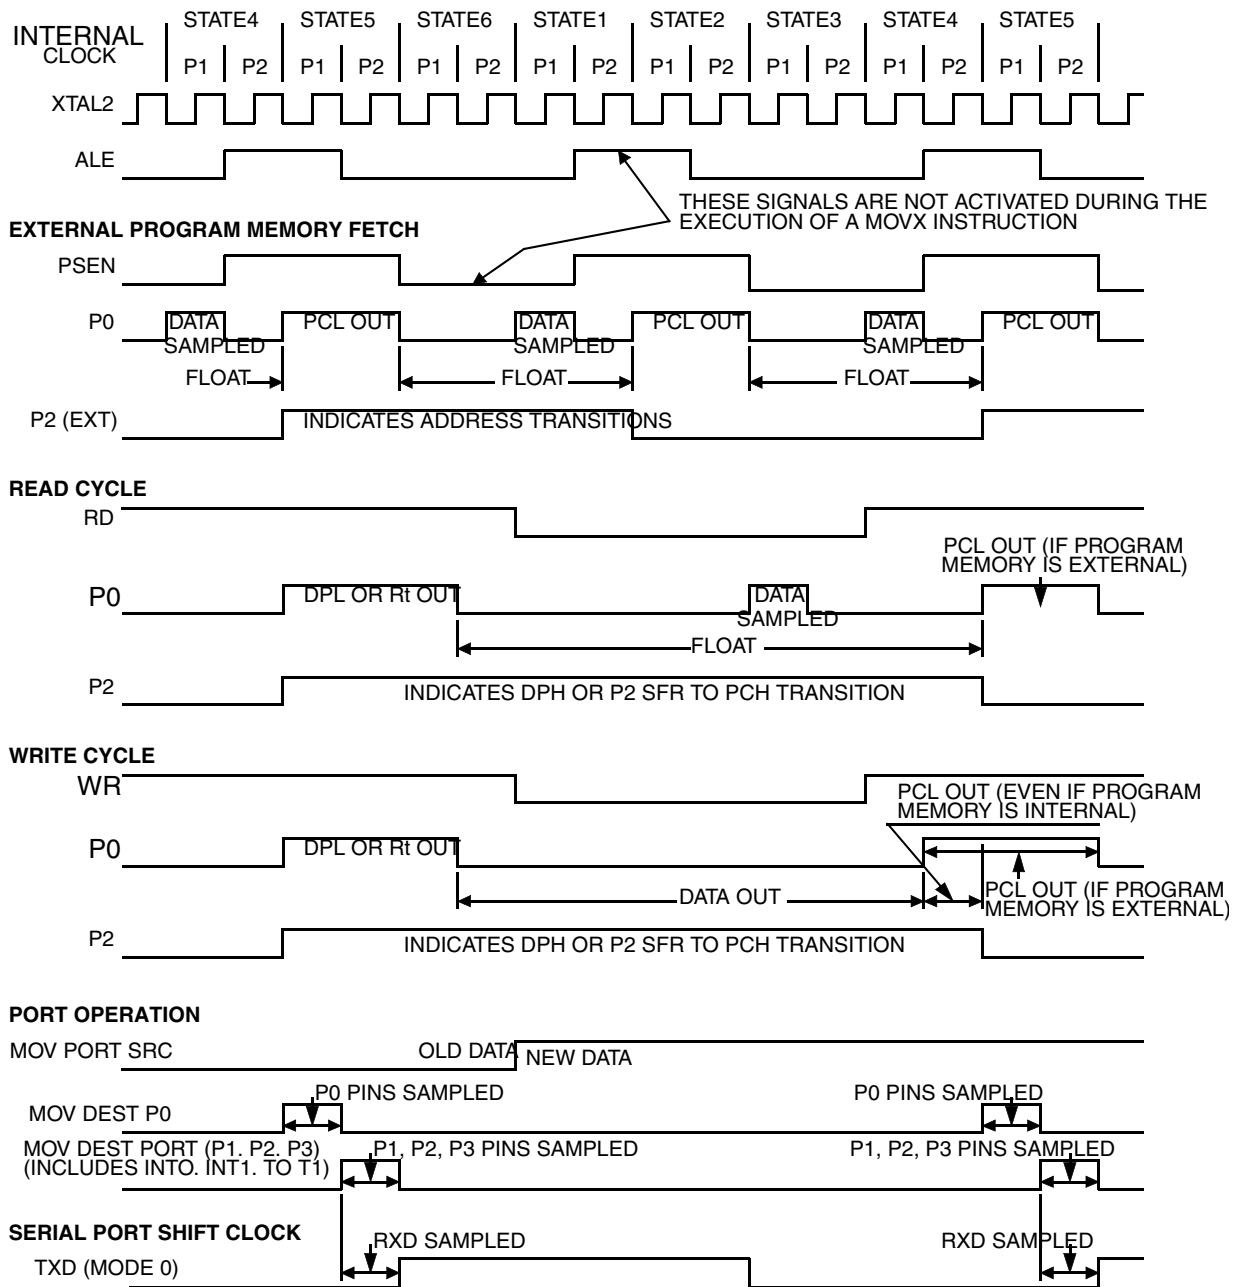 INTERNAL
CLOCK
STATE4 STATE5 STATE6 STATE1 STATE2 STATE3 STATE4 STATE5
P1 P2 P1 P2 P1 P2 P1 P2 P1 P2 P1 P2 P1 P2 P1 P2
XTAL2
ALE
THESE SIGNALS ARE NOT ACTIVATED DURING THE
EXECUTION OF A MOVX INSTRUCTION
EXTERNAL PROGRAM MEMORY FETCH
PSEN
P0
DATA PCL OUT DATA PCL OUT DATA PCL OUT
SAMPLED SAMPLED SAMPLED
FLOAT FLOAT FLOAT
P2 (EXT)
INDICATES ADDRESS TRANSITIONS
READ CYCLE
RD
PCL OUT (IF PROGRAM
MEMORY IS EXTERNAL)
P0
DPL OR Rt OUT
DATA
SAMPLED
FLOAT
P2
INDICATES DPH OR P2 SFR TO PCH TRANSITION
WRITE CYCLE
WR
PCL OUT (EVEN IF PROGRAM
MEMORY IS INTERNAL)
P0
DPL OR Rt OUT
DATA OUT
PCL OUT (IF PROGRAM
MEMORY IS EXTERNAL)
P2
INDICATES DPH OR P2 SFR TO PCH TRANSITION
PORT OPERATION
MOV PORT SRC
OLD DATA NEW DATA
P0 PINS SAMPLED P0 PINS SAMPLED
MOV DEST P0
MOV DEST PORT (P1. P2. P3)
(INCLUDES INTO. INT1. TO T1)
P1, P2, P3 PINS SAMPLED P1, P2, P3 PINS SAMPLED
SERIAL PORT SHIFT CLOCK
RXD SAMPLED RXD SAMPLED
TXD (MODE 0)